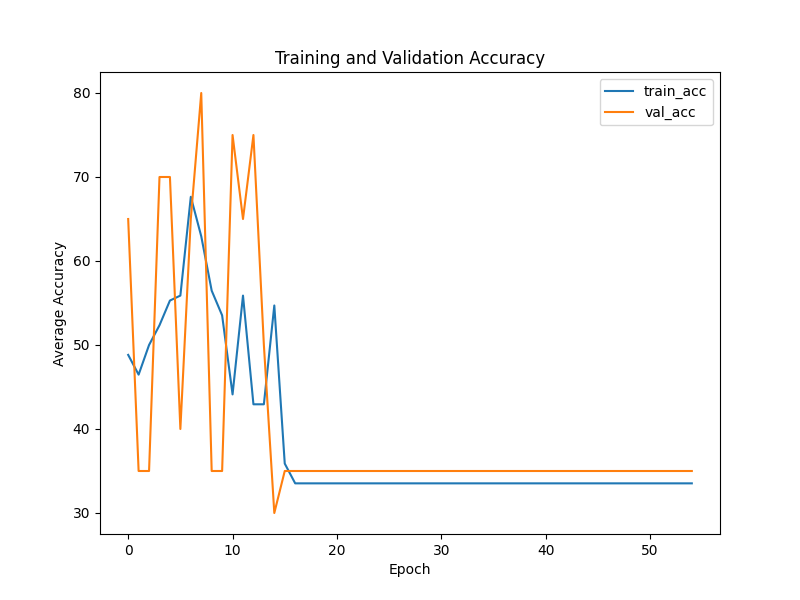 Training and Validation Accuracy
train_acc
val_acc
Average Accuracy
80
70
60
50
40
30
0 10 20 30 40 50
Epoch